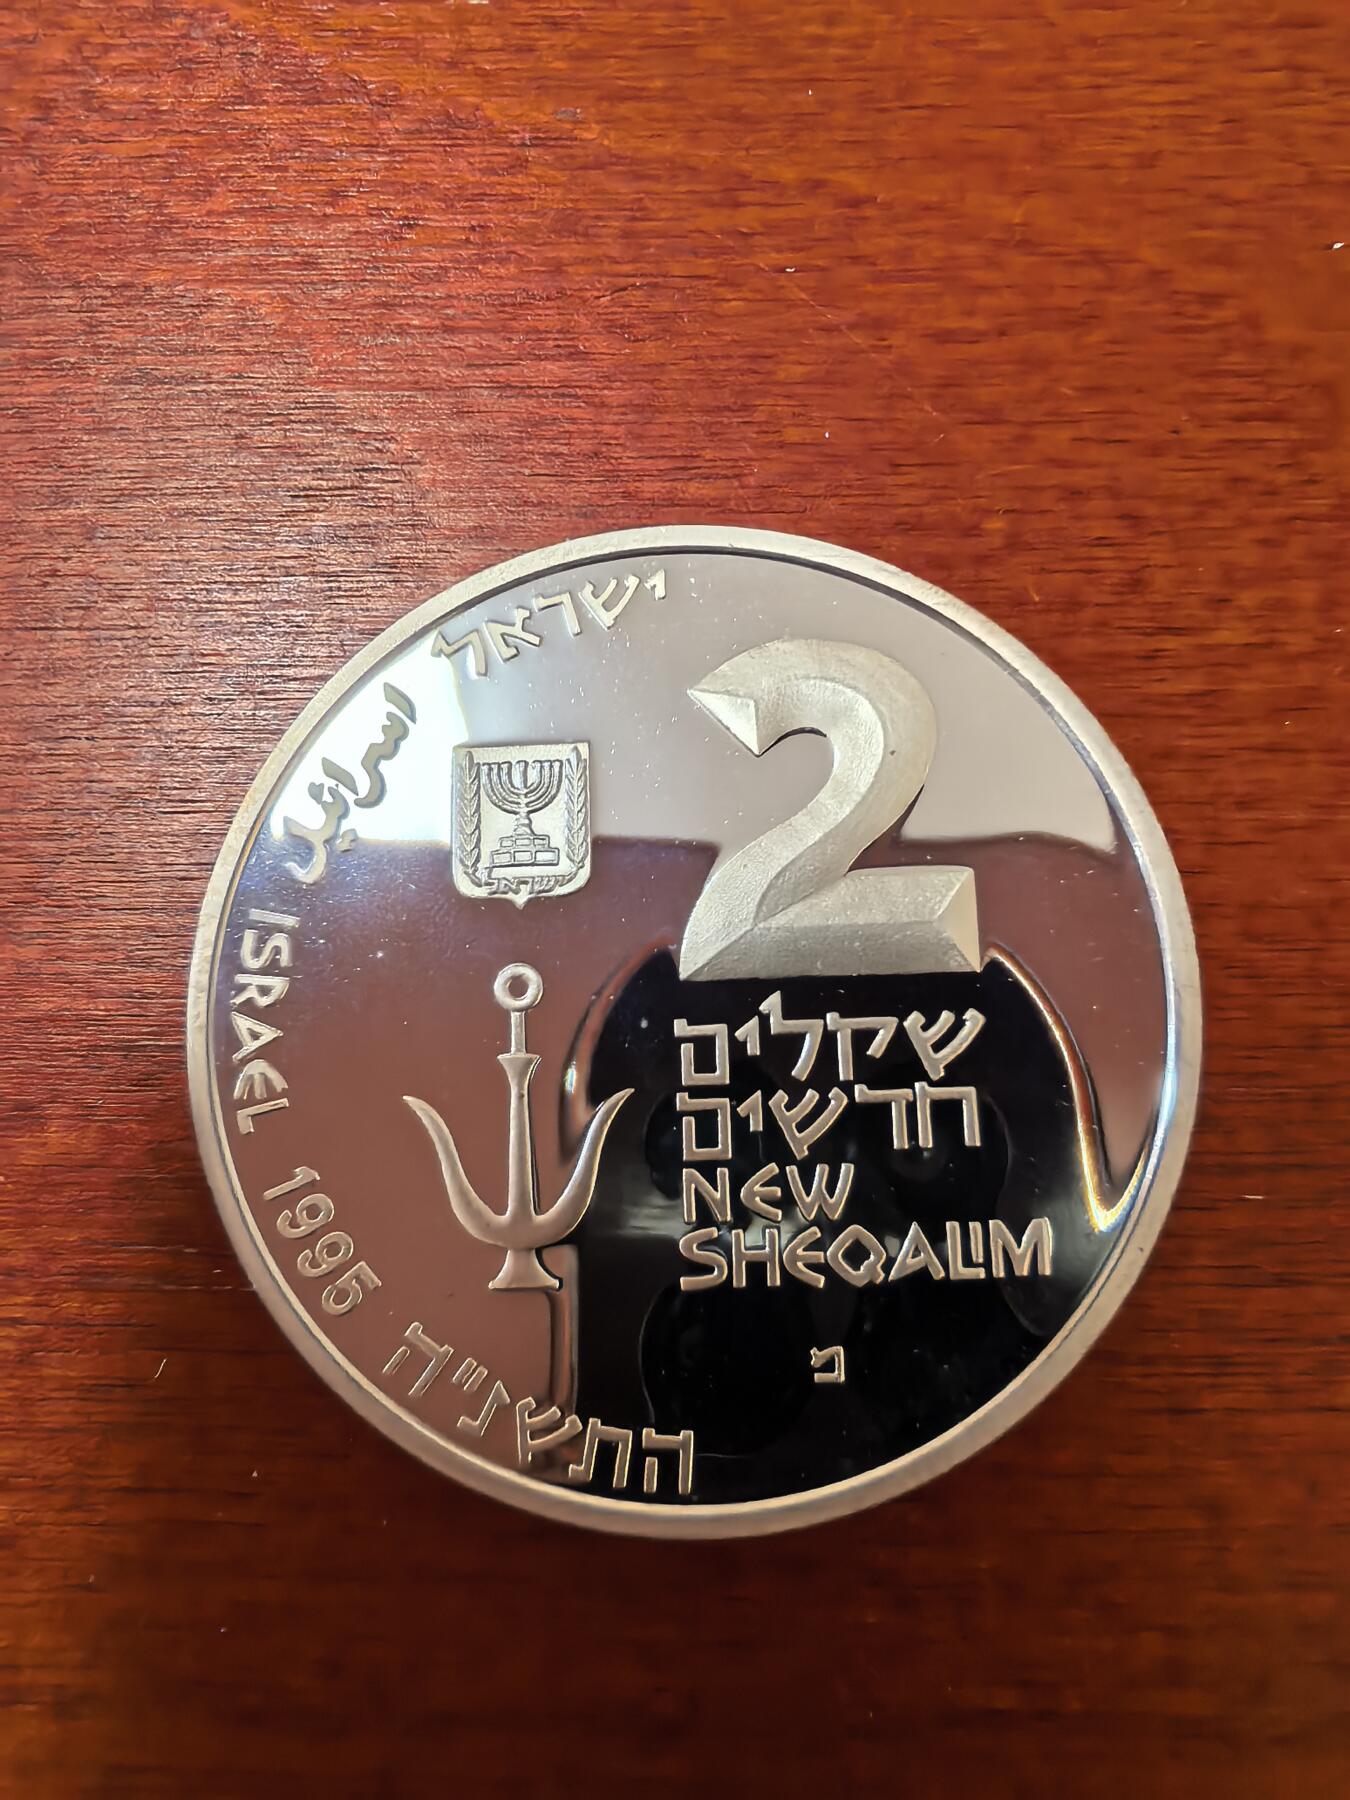 ישראל
اسرائيل
ISRAEL 1995
התשנ״ה
ישראל
2
שקלים
חדשים
NEW
SHEQALIM
מ